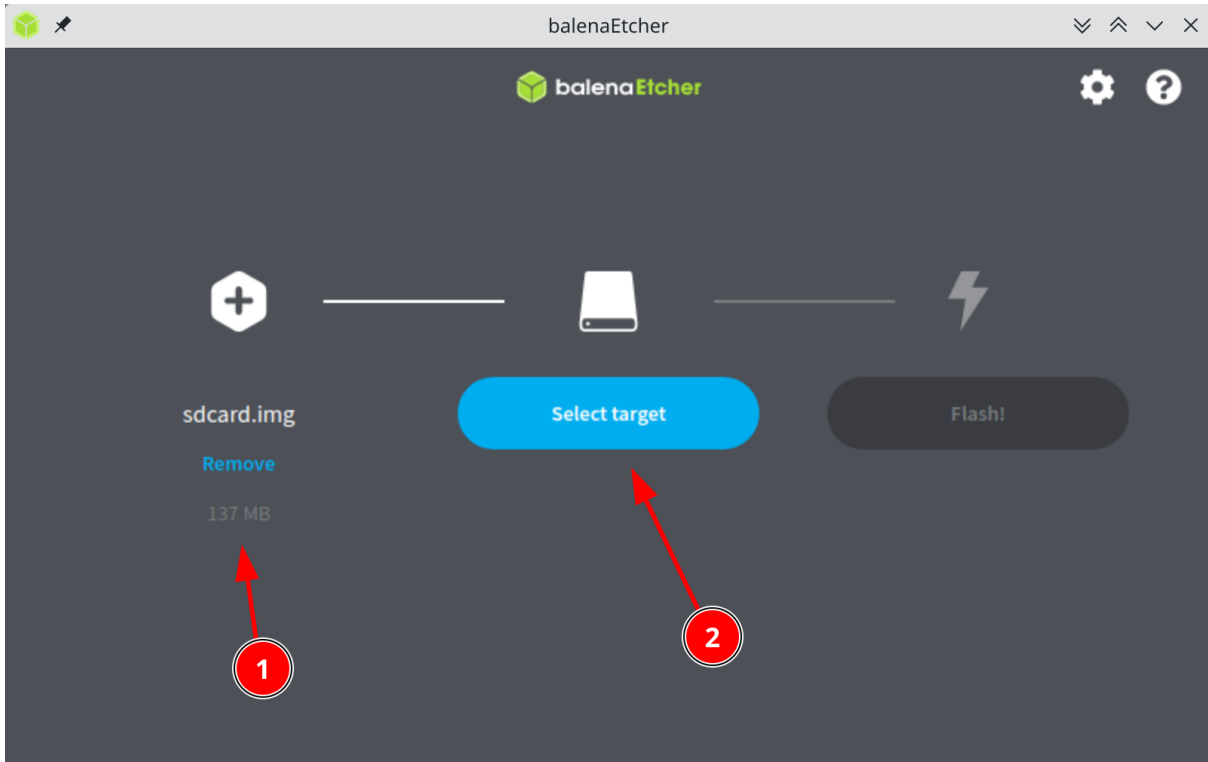 balenaEtcher
balenaEtcher
sdcard.img
Select target
Flash!
Remove
137 MB
1
2